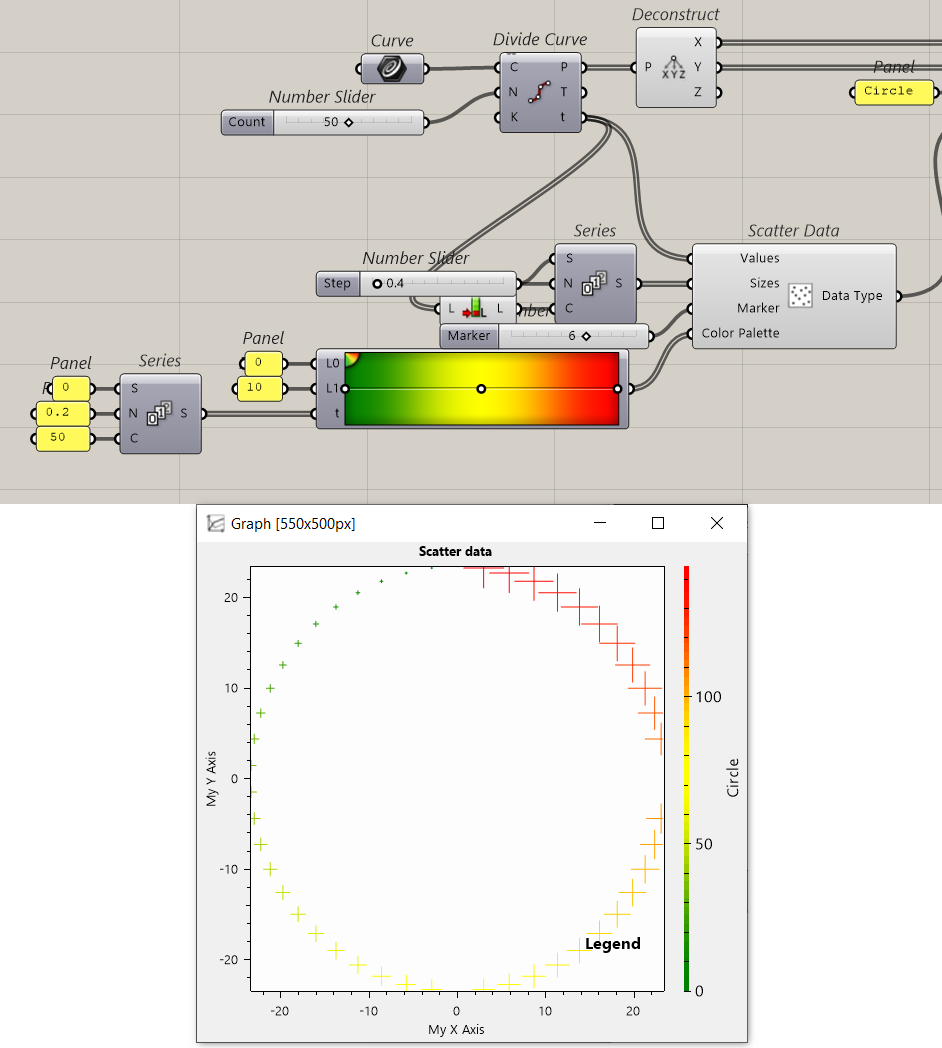 Deconstruct
Curve
Divide Curve
X
C
P
P
XYZ
Y
Panel
N
T
Z
Circle
Number Slider
Count
50
K
t
Series
Scatter Data
Number Slider
S
Values
Step
0.4
N
S
Sizes
L
L
C
Marker
Data Type
Marker
6
Color Palette
Panel
Panel
Series
0
L0
0
S
10
L1
0.2
N
S
t
50
C
Graph [550x500px]
Scatter data
20
10
0
-10
-20
My Y Axis
-20
-10
0
10
20
My X Axis
Legend
100
50
0
Circle